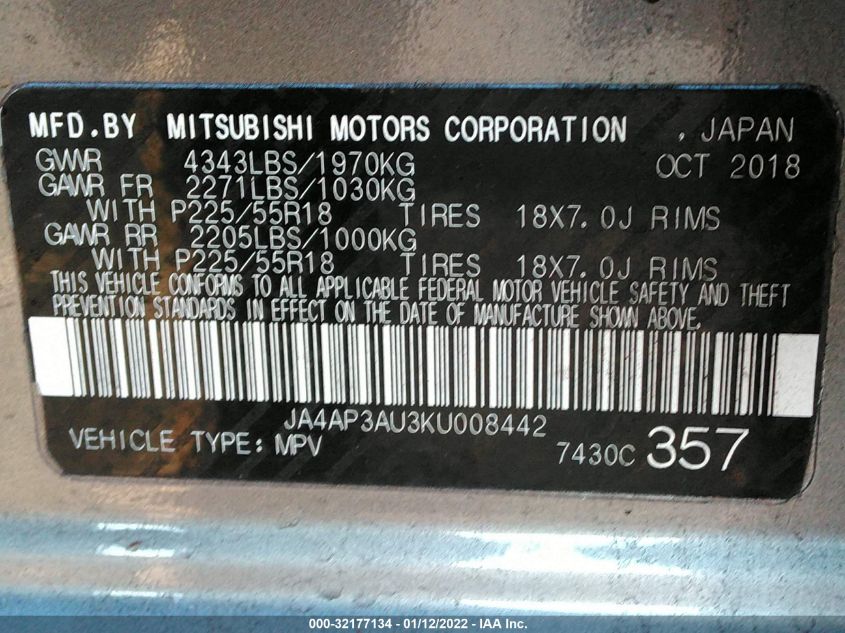 MFD.BY MITSUBISHI MOTORS CORPORATION , JAPAN
GVWR 4343LBS/1970KG OCT 2018
GAWR FR 2271LBS/1030KG
WITH P225/55R18 TIRES 18X7.0J RIMS
GAWR RR 2205LBS/1000KG
WITH P225/55R18 TIRES 18X7.0J RIMS
THIS VEHICLE CONFORMS TO ALL APPLICABLE FEDERAL MOTOR VEHICLE SAFETY AND THEFT
PREVENTION STANDARDS IN EFFECT ON THE DATE OF MANUFACTURE SHOWN ABOVE.
JA4AP3AU3KU008442
VEHICLE TYPE: MPV 7430C 357
000-32177134 - 01/12/2022 - IAA Inc.